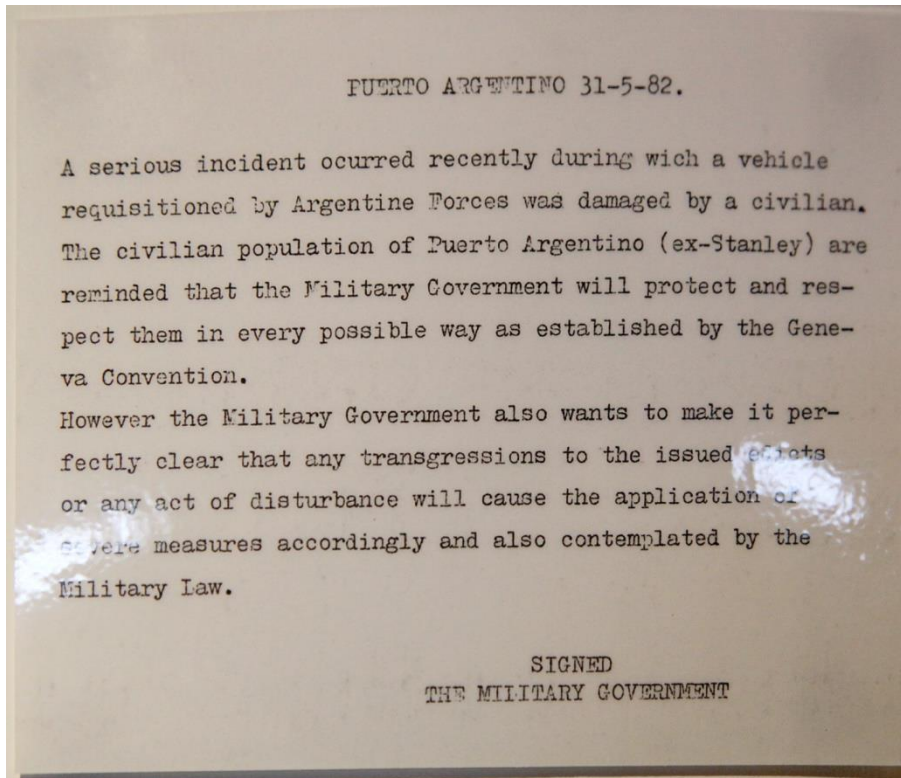 PUERTO ARGENTINO 31-5-82.
A serious incident ocurred recently during wich a vehicle
requisitioned by Argentine Forces was damaged by a civilian.
The civilian population of Puerto Argentino (ex-Stanley) are
reminded that the Military Government will protect and res-
pect them in every possible way as established by the Gene-
va Convention.
However the Military Government also wants to make it per-
fectly clear that any transgressions to the issued edicts
or any act of disturbance will cause the application of
severe measures accordingly and also contemplated by the
Military Law.
SIGNED
THE MILITARY GOVERNMENT